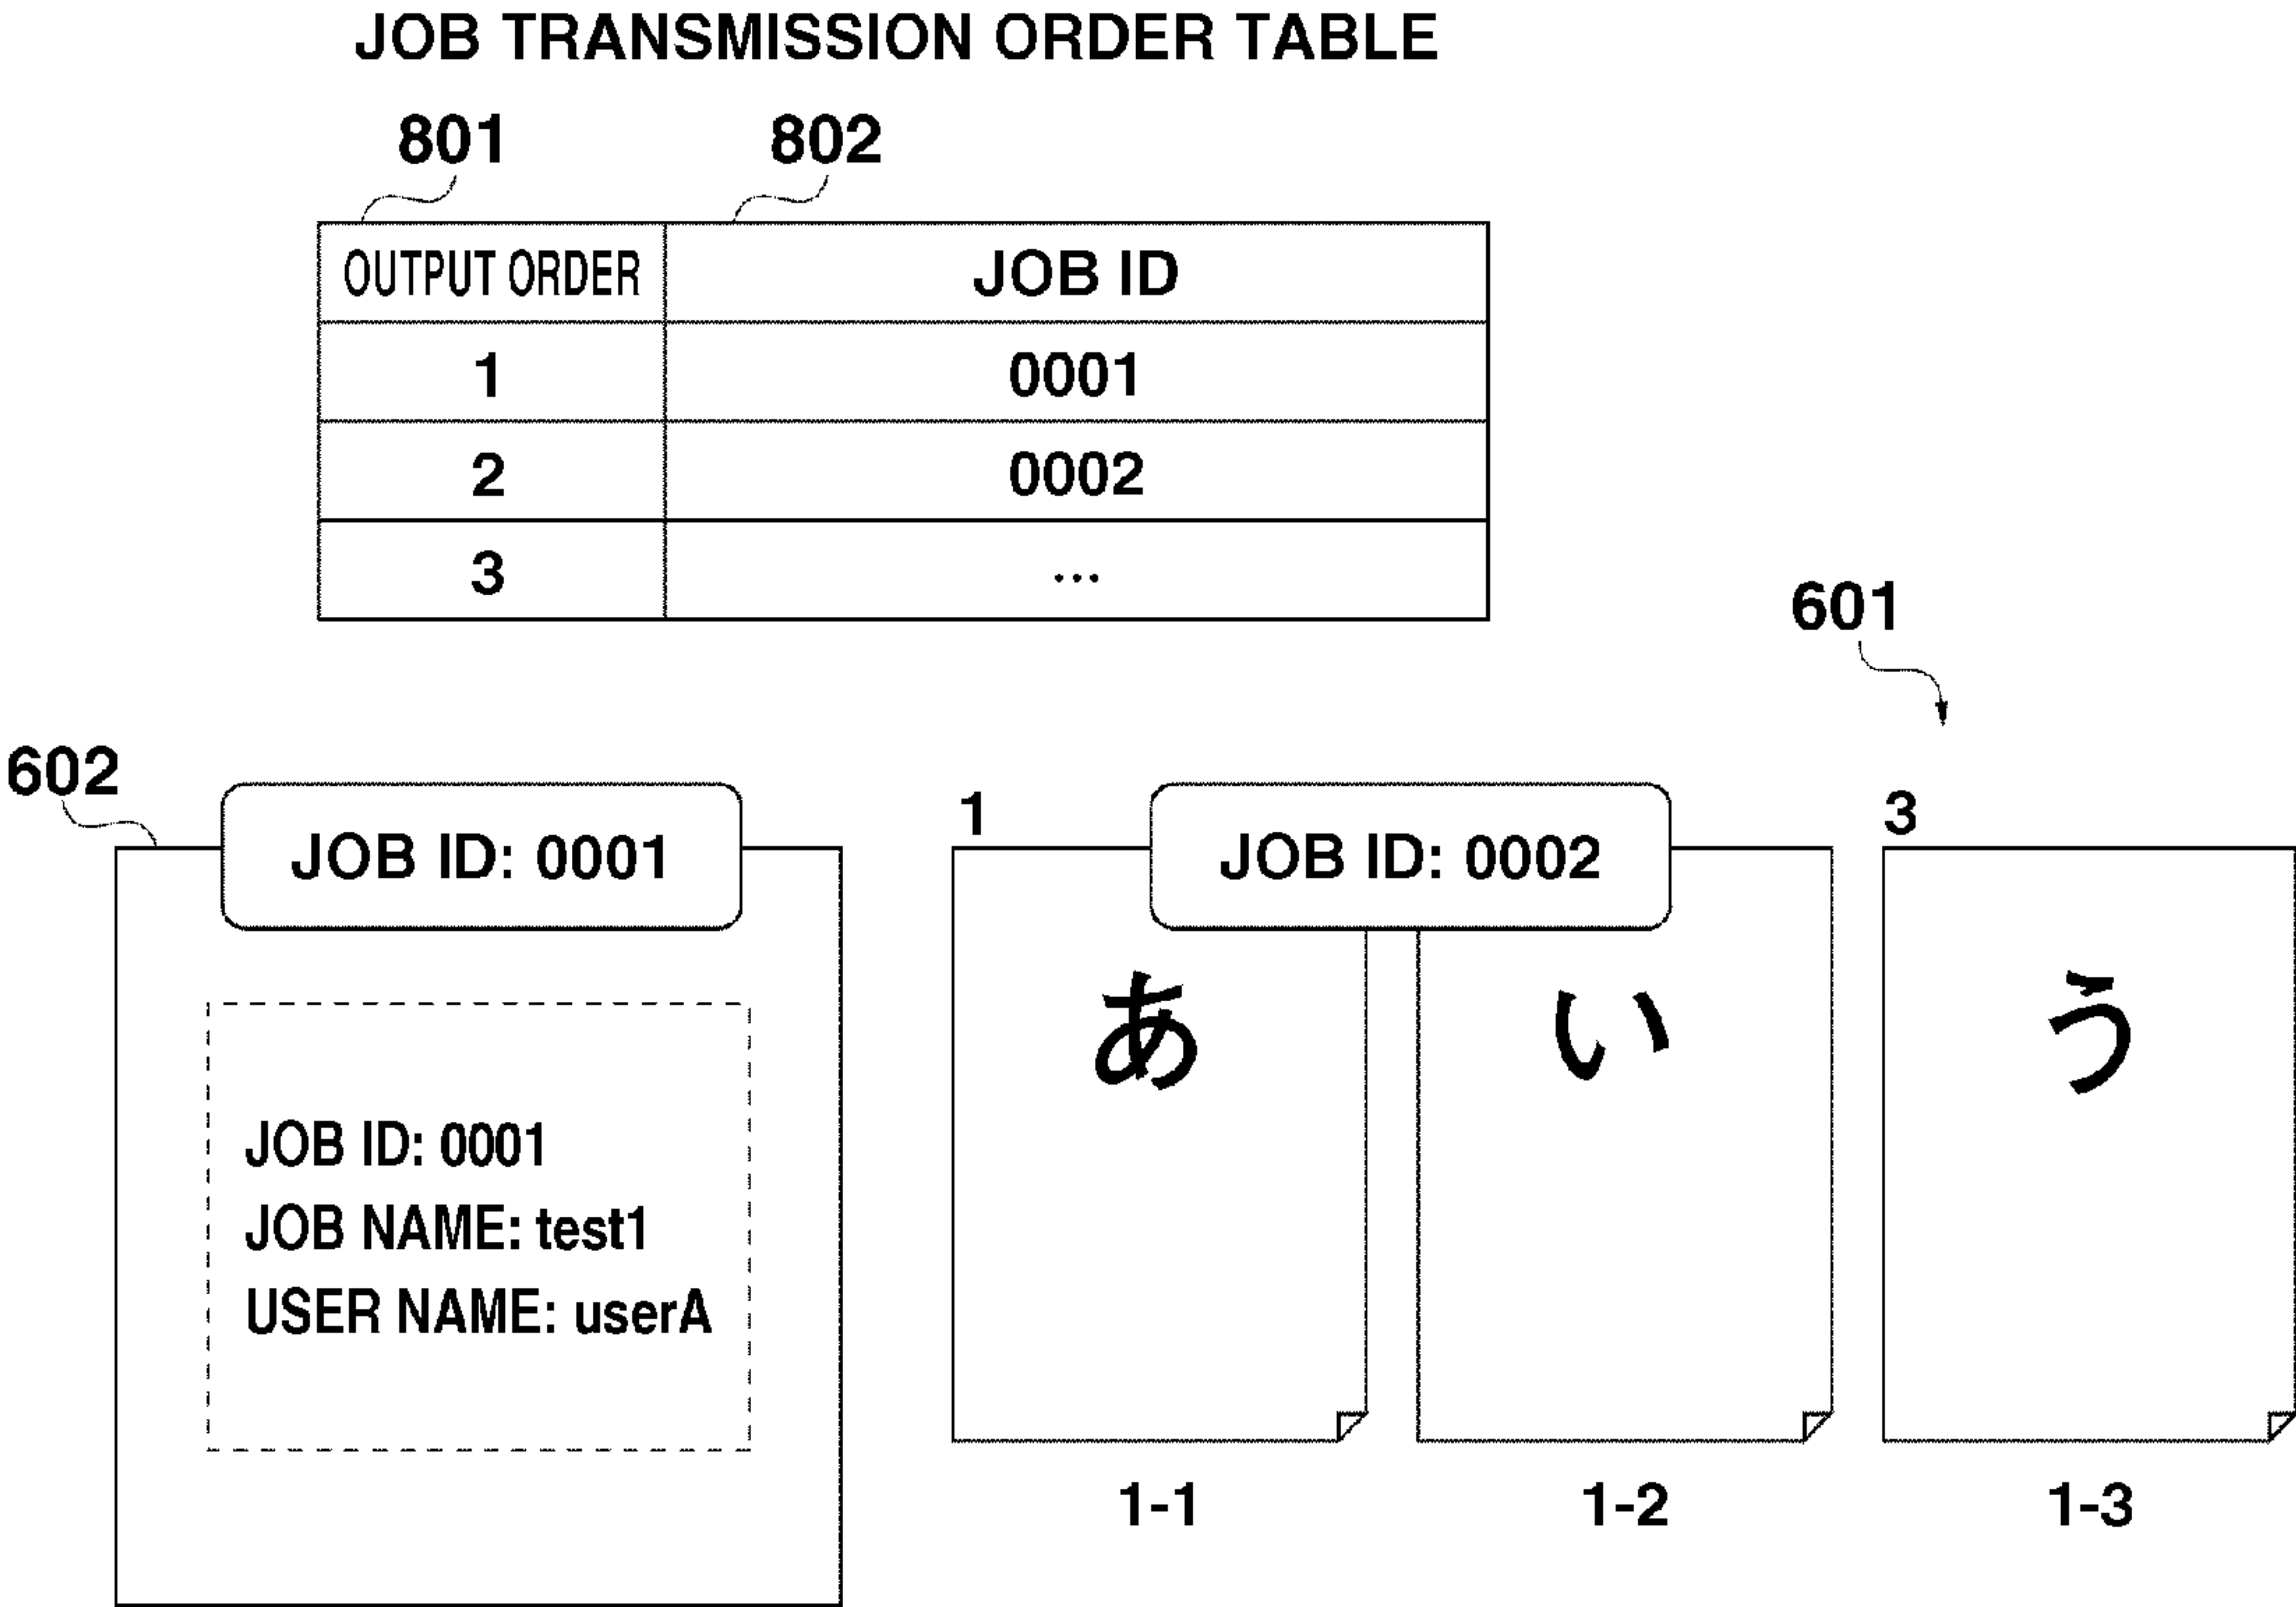 JOB TRANSMISSION ORDER TABLE
801
802
OUTPUT ORDER
JOB ID
1
0001
2
0002
3
...
601
602
JOB ID: 0001
1
JOB ID: 0002
3
あ
い
う
JOB ID: 0001
JOB NAME: test1
USER NAME: userA
1-1
1-2
1-3